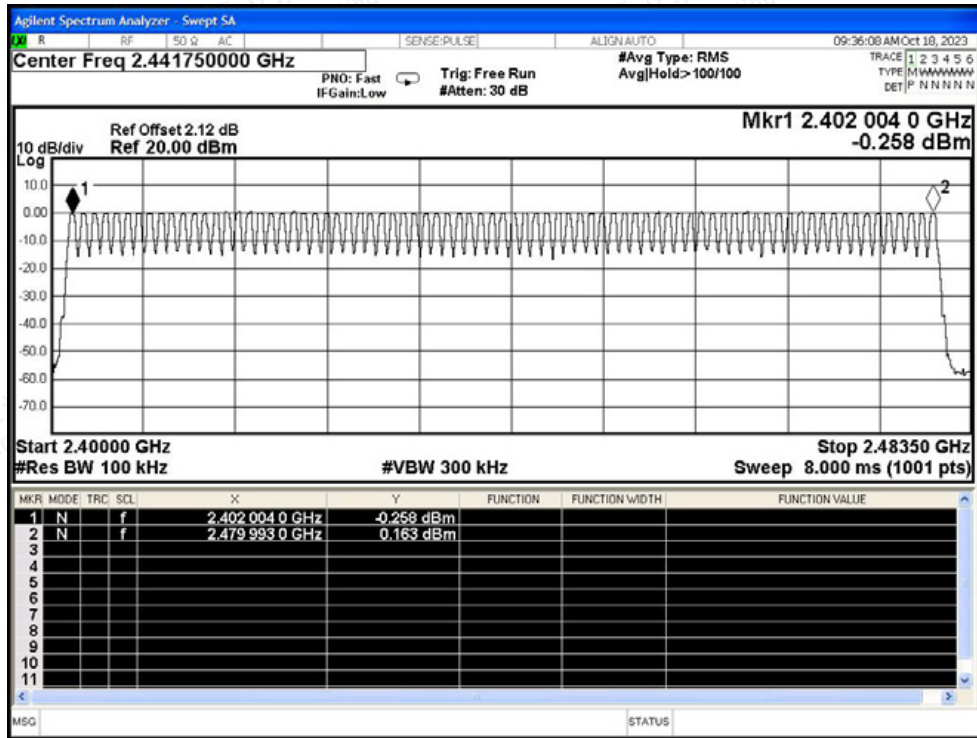 Agilent Spectrum Analyzer - Swept SA
R RF 50 Ω AC SENSE:PULSE ALIGN AUTO 09:36:08 AM Oct 18, 2023
Center Freq 2.441750000 GHz
PNO: Fast
IFGain:Low
Trig: Free Run
#Atten: 30 dB
#Avg Type: RMS
Avg|Hold:>100/100
TRACE 1 2 3 4 5 6
TYPE M WWWWW
DET P N N N N N
Ref Offset 2.12 dB
10 dB/div Ref 20.00 dBm
Log
Mkr1 2.402 004 0 GHz
-0.258 dBm
10.0
0.00
-10.0
-20.0
-30.0
-40.0
-50.0
-60.0
-70.0
1
2
Start 2.40000 GHz Stop 2.48350 GHz
#Res BW 100 kHz #VBW 300 kHz Sweep 8.000 ms (1001 pts)
MKR MODE TRC SCL X Y FUNCTION FUNCTION WIDTH FUNCTION VALUE
1 N f 2.402 004 0 GHz -0.258 dBm
2 N f 2.479 993 0 GHz 0.163 dBm
3
4
5
6
7
8
9
10
11
MSG STATUS